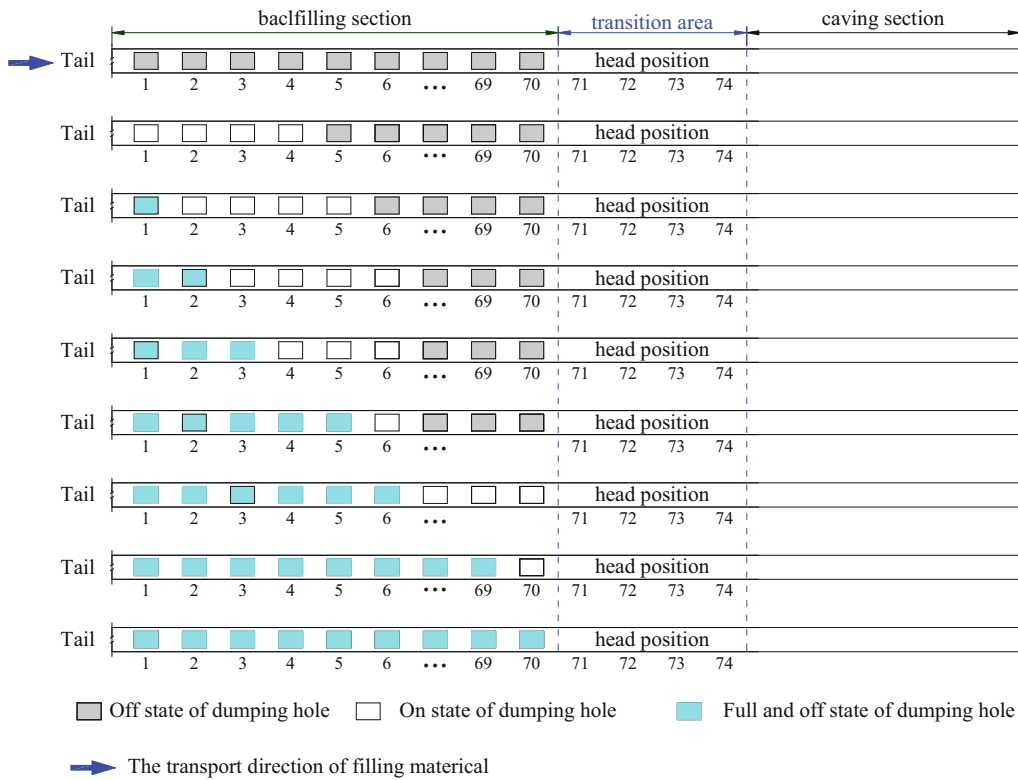 baclfilling section transition area caving section
Tail head position
1 2 3 4 5 6 ••• 69 70 71 72 73 74
Tail head position
1 2 3 4 5 6 ••• 69 70 71 72 73 74
Tail head position
1 2 3 4 5 6 ••• 69 70 71 72 73 74
Tail head position
1 2 3 4 5 6 ••• 69 70 71 72 73 74
Tail head position
1 2 3 4 5 6 ••• 69 70 71 72 73 74
Tail head position
1 2 3 4 5 6 ••• 71 72 73 74
Tail head position
1 2 3 4 5 6 ••• 71 72 73 74
Tail head position
1 2 3 4 5 6 ••• 69 70 71 72 73 74
Tail head position
1 2 3 4 5 6 ••• 69 70 71 72 73 74
Off state of dumping hole On state of dumping hole Full and off state of dumping hole
The transport direction of filling materical